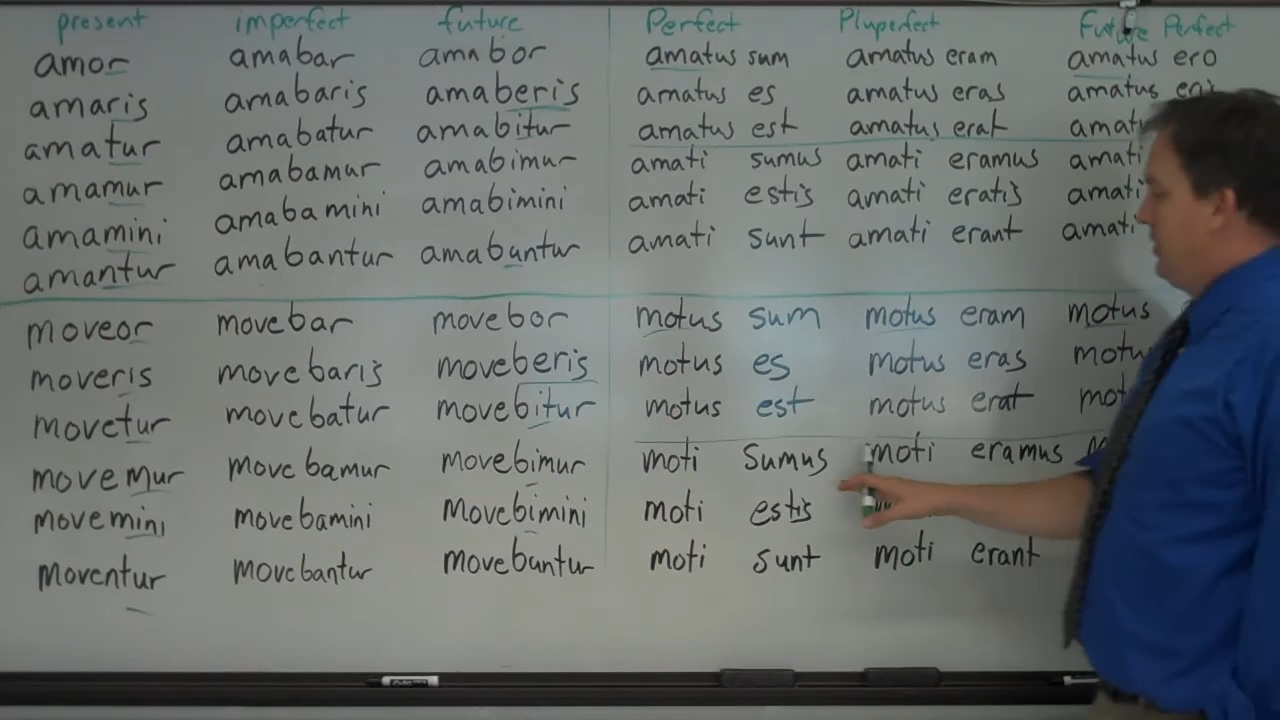 present imperfect future Perfect Pluperfect Future Perfect
amor amabar amabor amatus sum amatus eram amatus ero
amaris amabaris amaberis amatus es amatus eras amatus
amatur amabatur amabitur amatus est amatus erat
amamur amabamur amabimur amati sumus amati eramus amati
amamini amabamini amabimini amati estis amati eratis amati
amantur amabantur amabuntur amati sunt amati erant amati
moveor movebar movebor motus sum motus eram motus
moveris movebaris moveberis motus es motus eras
movetur movebatur movebitur motus est motus erat
movemur movebamur movebimur moti sumus moti eramus
movemini movebamini movebimini moti estis
moventur movebantur movebuntur moti sunt moti erant